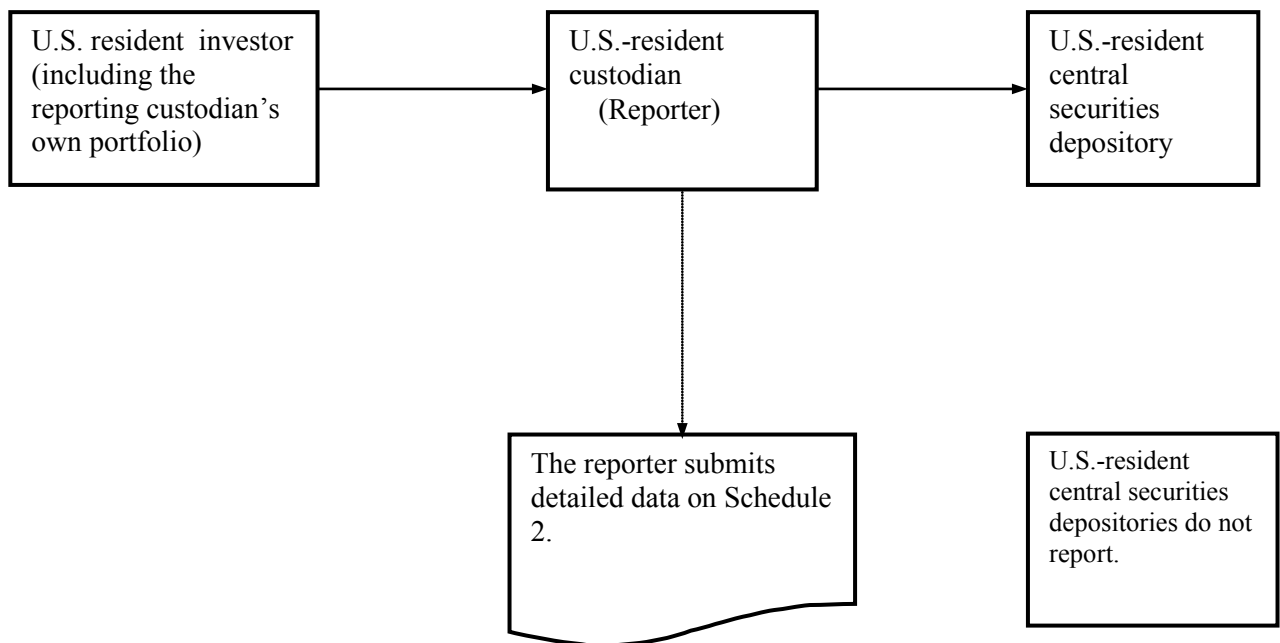 U.S. resident investor
(including the
reporting custodian’s
own portfolio)
U.S.-resident
custodian
(Reporter)
U.S.-resident
central
securities
depository
The reporter submits
detailed data on Schedule
2.
U.S.-resident
central securities
depositories do not
report.